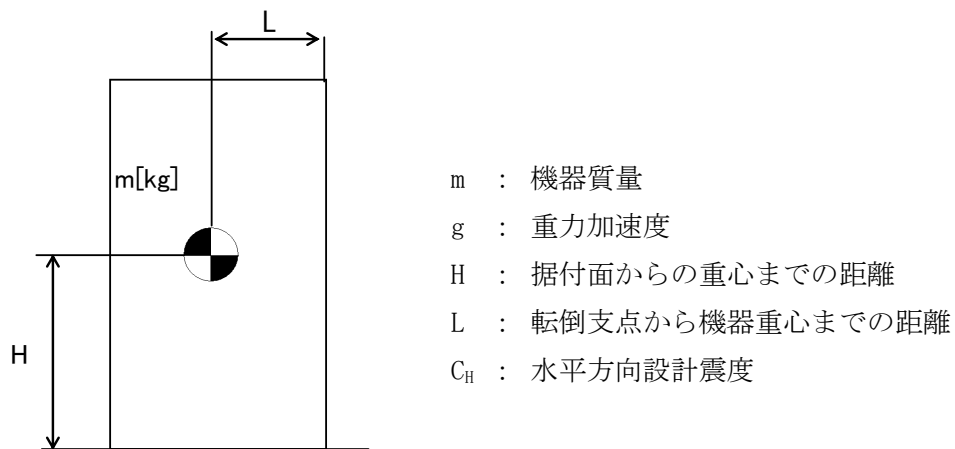 L
m[kg]
H
m : 機器質量
g : 重力加速度
H : 据付面からの重心までの距離
L : 転倒支点から機器重心までの距離
C_H : 水平方向設計震度